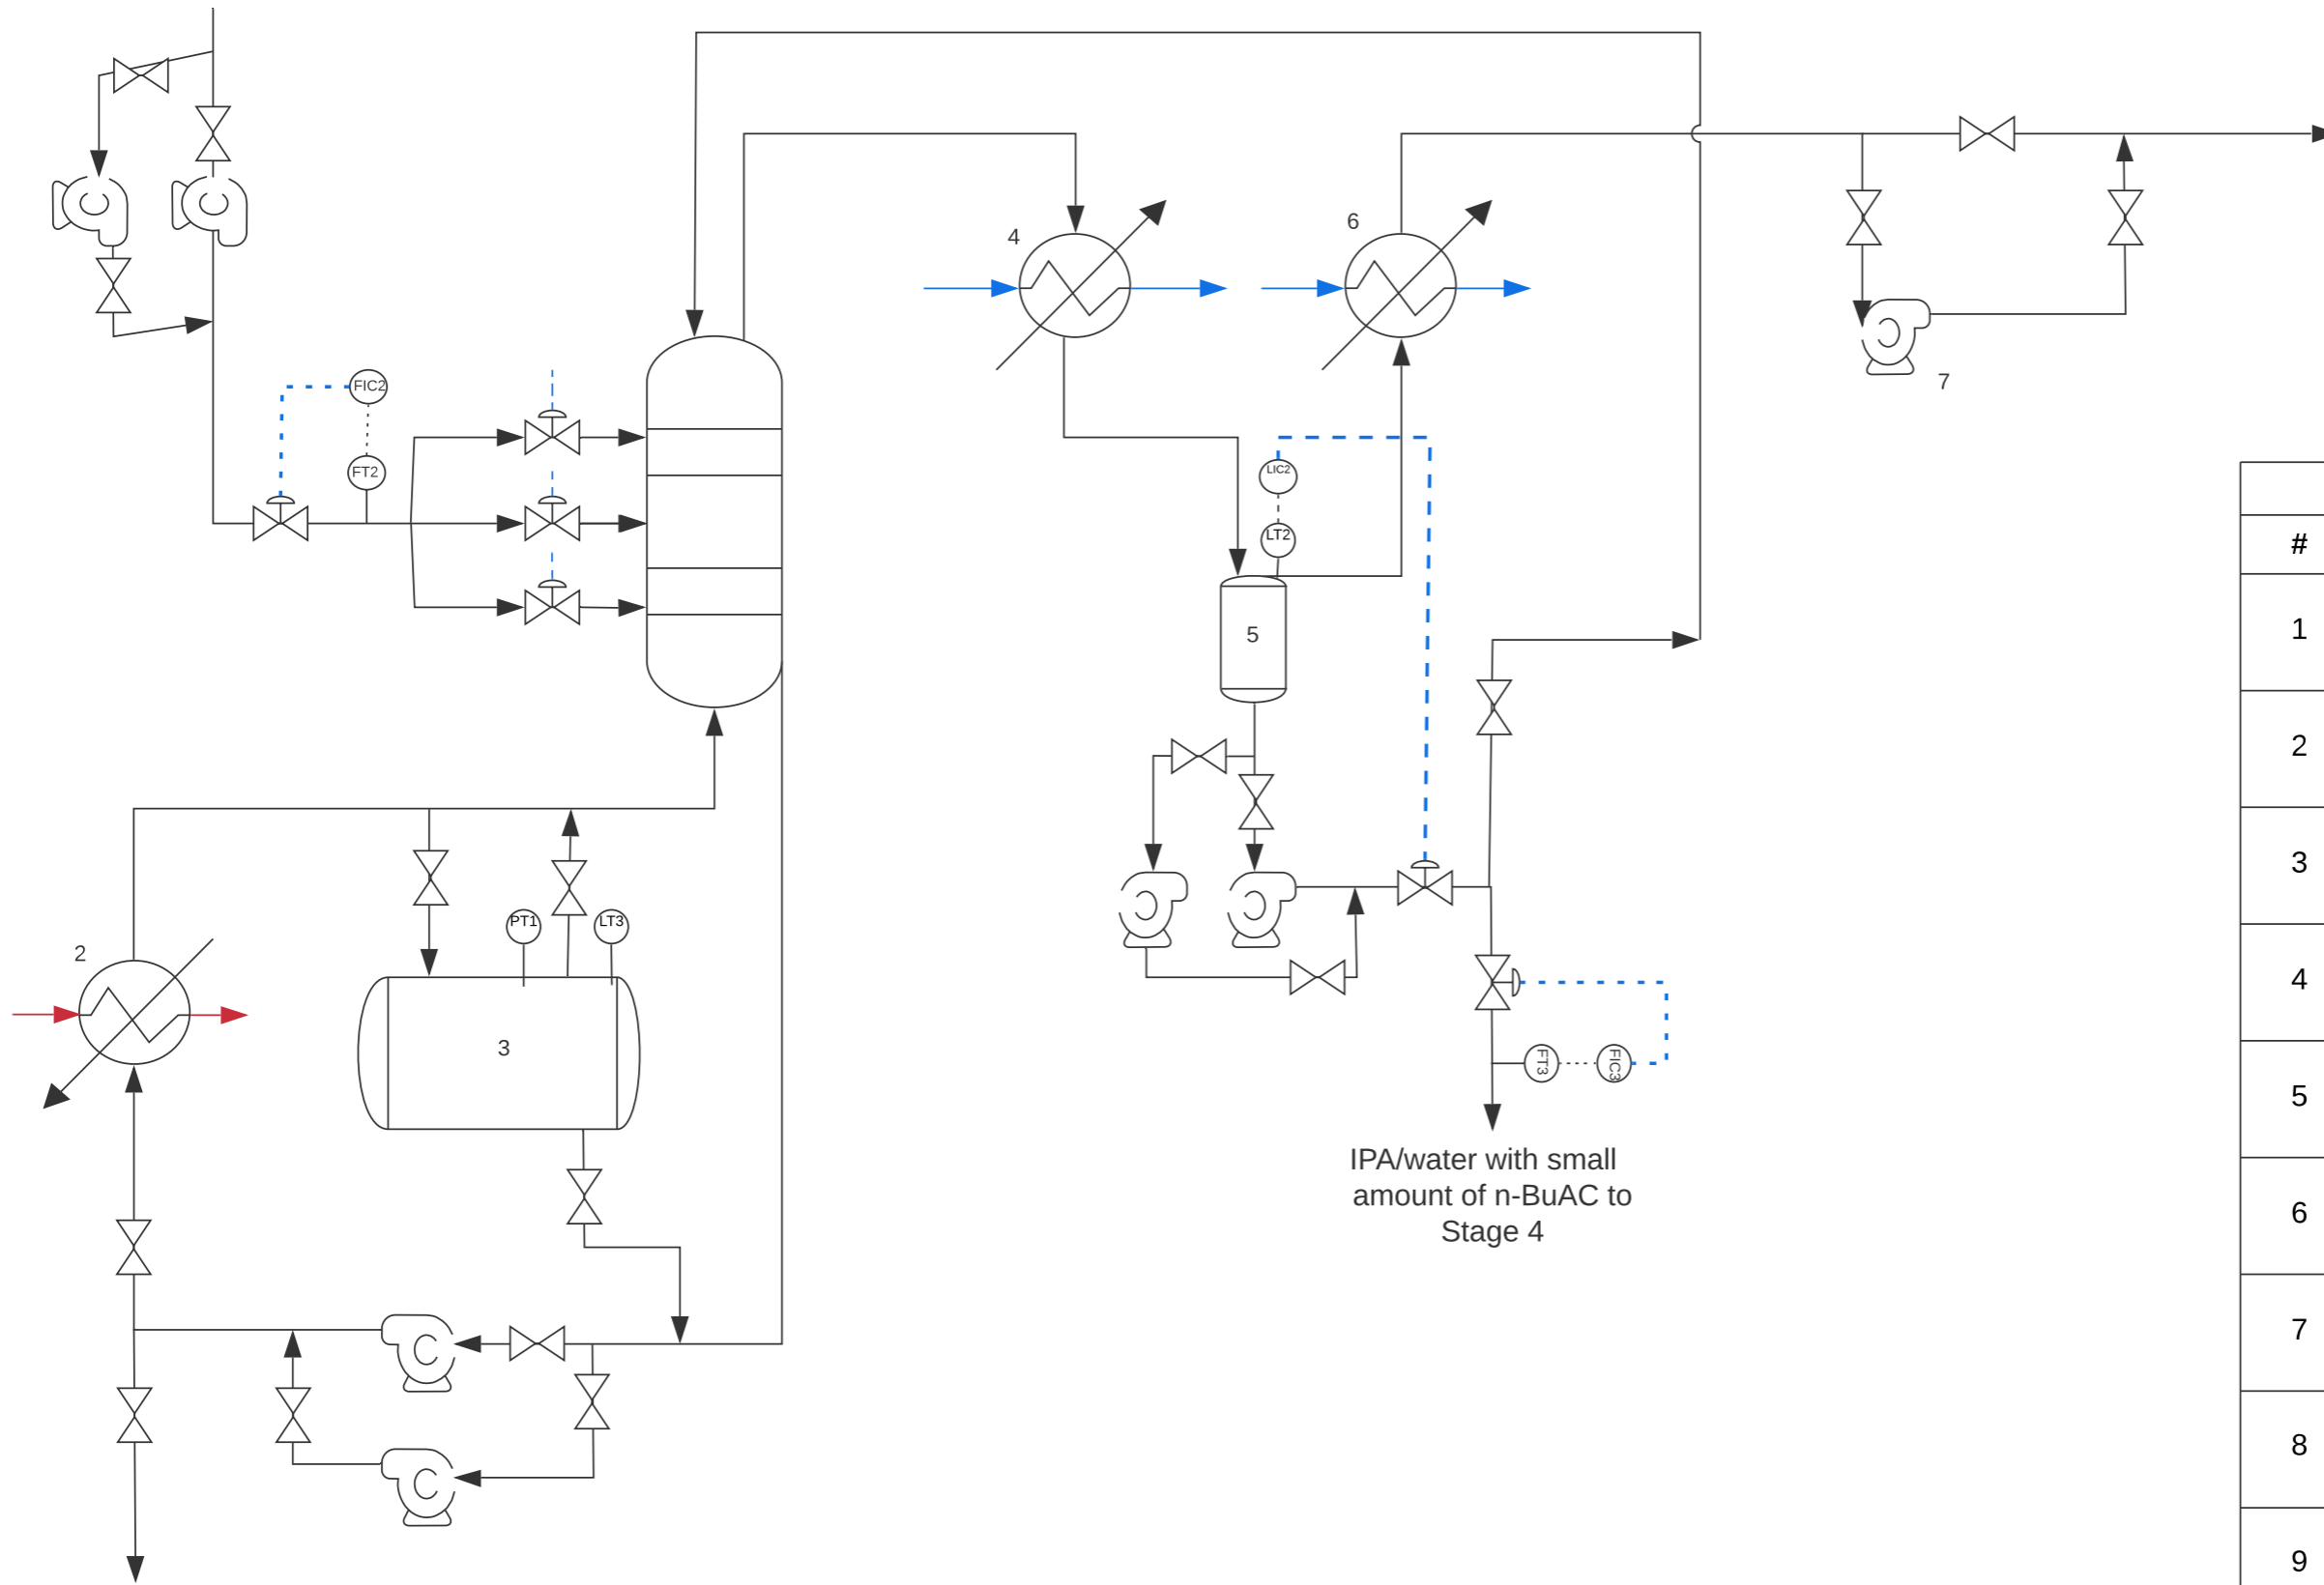 4
6
7
FIC2
FT2
LIC2
LT2
5
#
1
2
3
4
5
6
7
8
9
PT1
LT3
2
3
FT3
FIC3
IPA/water with small
amount of n-BuAC to
Stage 4